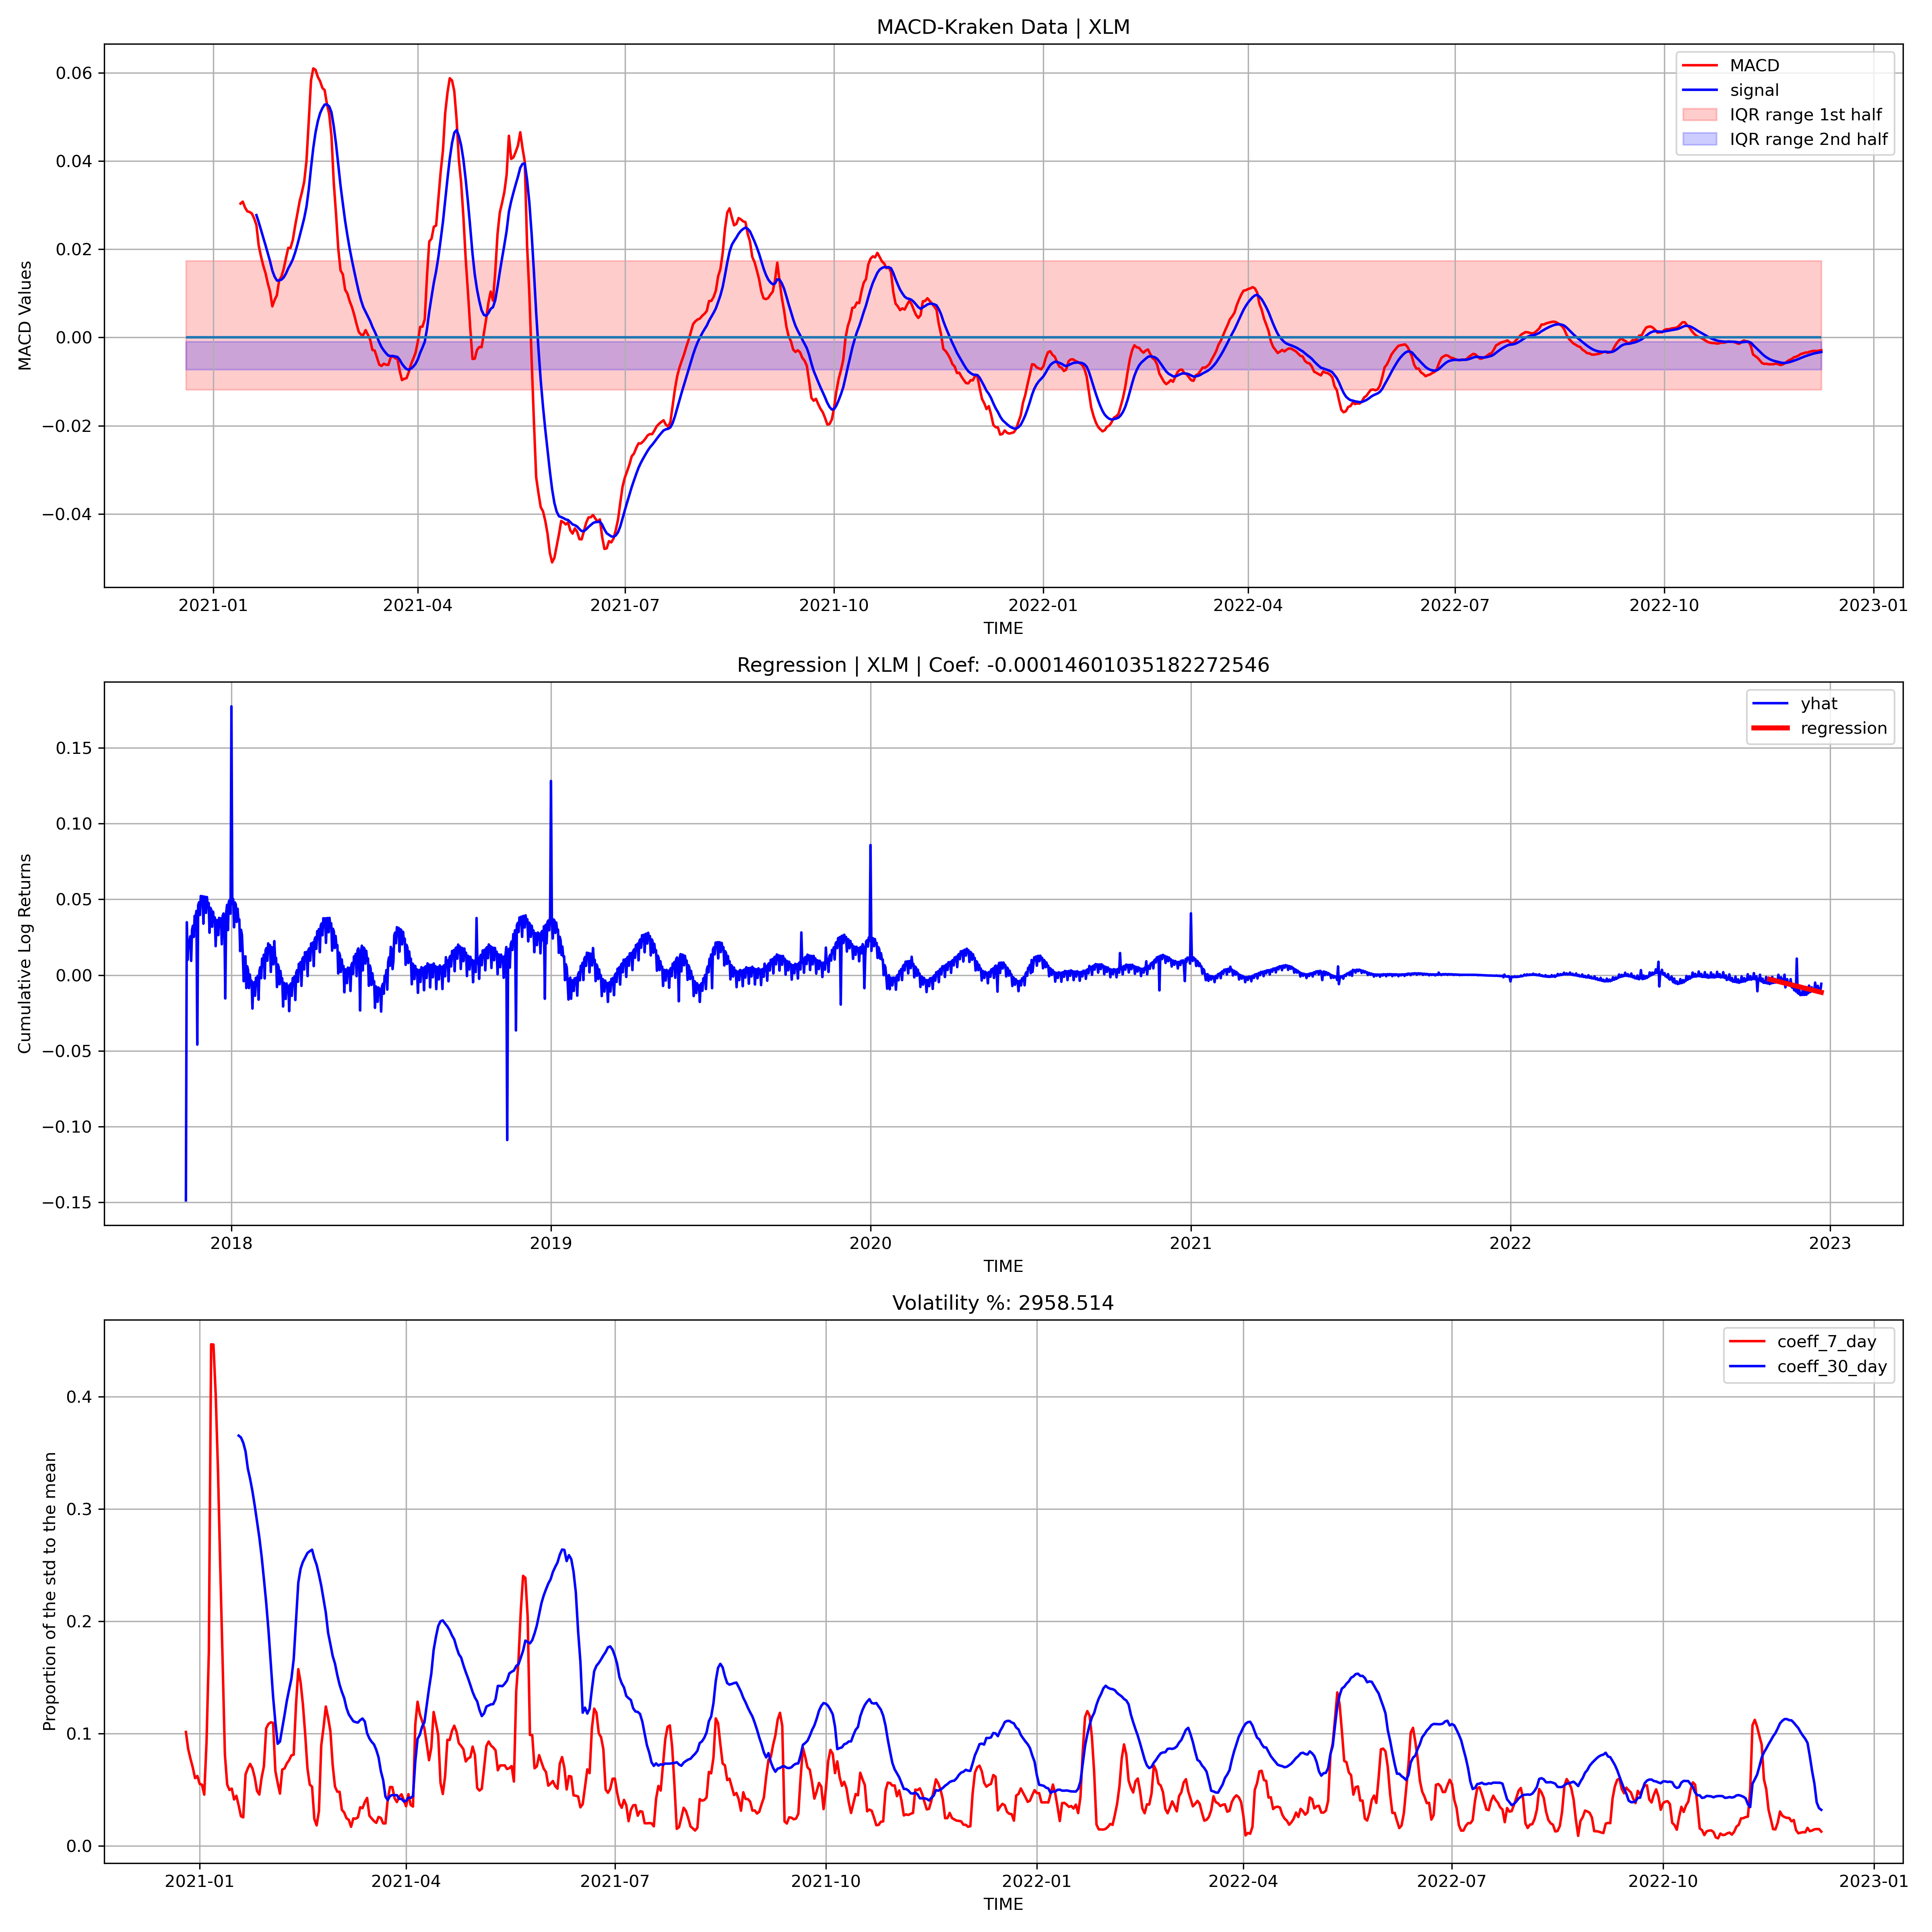 MACD-Kraken Data | XLM
MACD Values
0.06
0.04
0.02
0.00
−0.02
−0.04
MACD
signal
IQR range 1st half
IQR range 2nd half
2021-01 2021-04 2021-07 2021-10 2022-01 2022-04 2022-07 2022-10 2023-01
TIME
Regression | XLM | Coef: -0.00014601035182272546
Cumulative Log Returns
0.15
0.10
0.05
0.00
−0.05
−0.10
−0.15
yhat
regression
2018 2019 2020 2021 2022 2023
TIME
Volatility %: 2958.514
Proportion of the std to the mean
0.4
0.3
0.2
0.1
0.0
coeff_7_day
coeff_30_day
2021-01 2021-04 2021-07 2021-10 2022-01 2022-04 2022-07 2022-10 2023-01
TIME